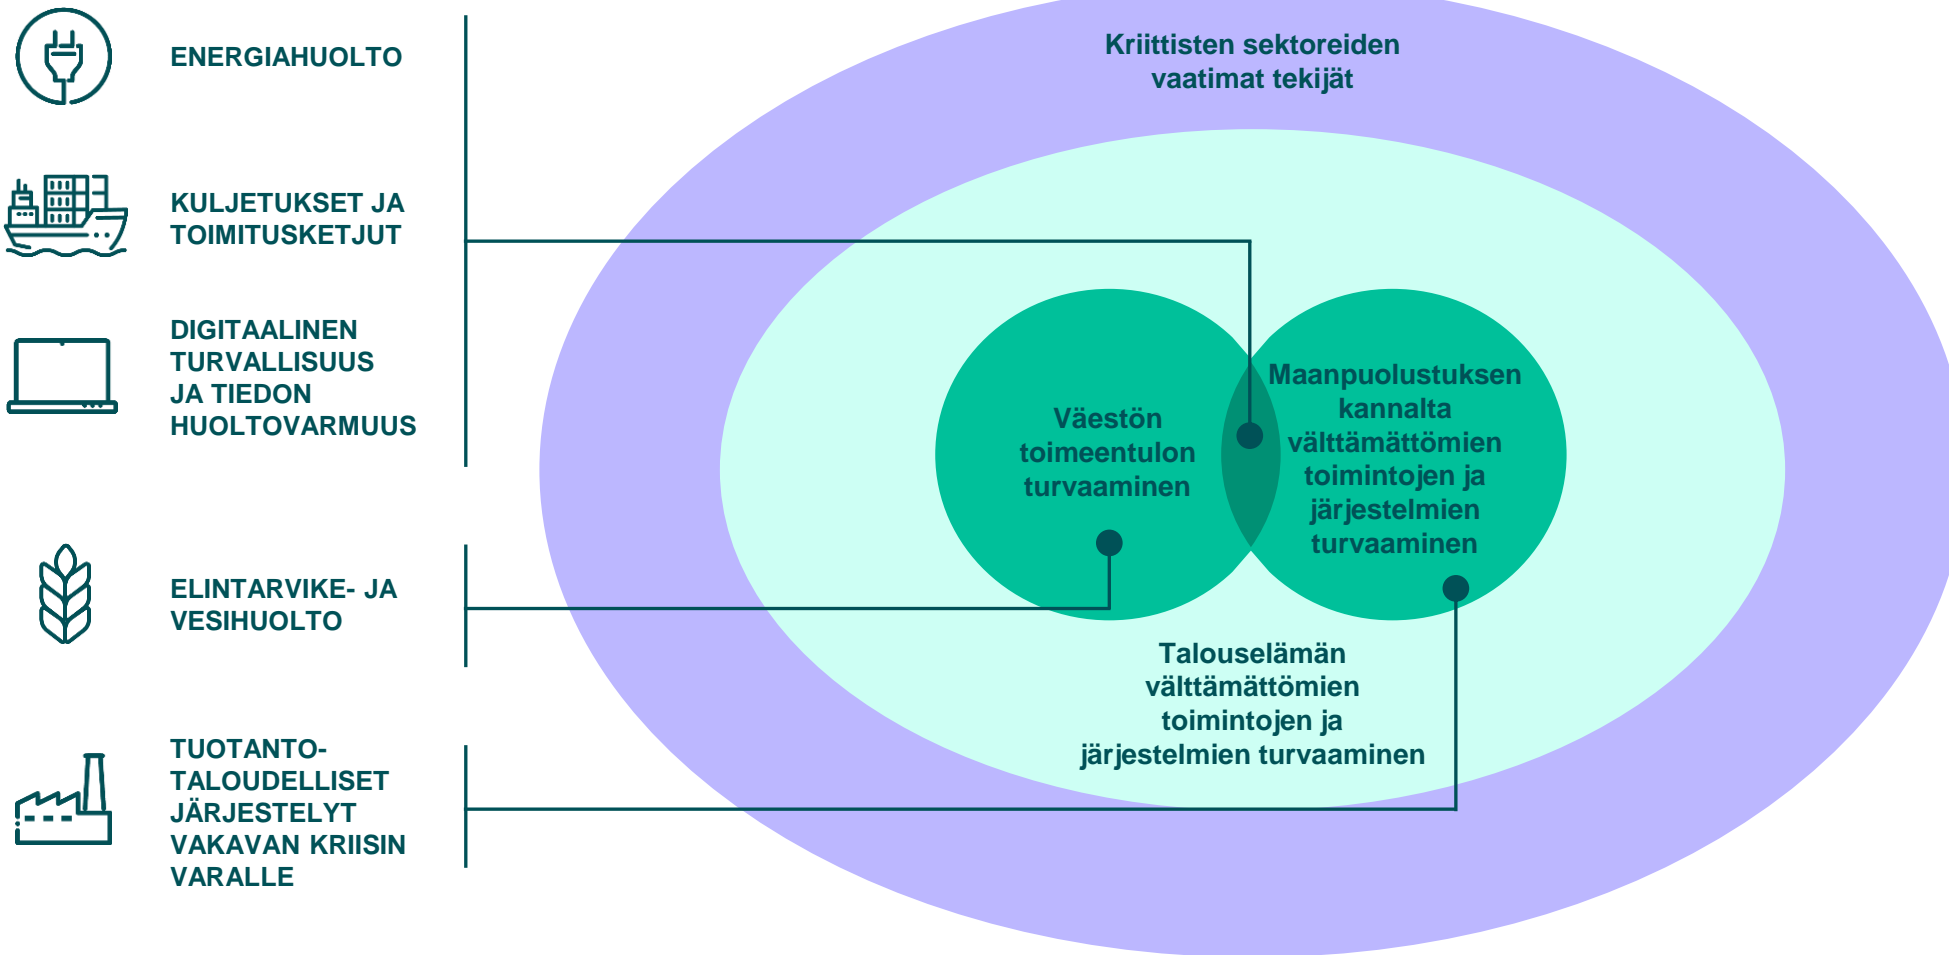 ENERGIAHUOLTO
KULJETUKSET JA
TOIMITUSKETJUT
DIGITAALINEN
TURVALLISUUS
JA TIEDON
HUOLTOVARMUUS
ELINTARVIKE- JA
VESIHUOLTO
TUOTANTO-
TALOUDELLISET
JÄRJESTELYT
VAKAVAN KRIISIN
VARALLE
Kriittisten sektoreiden
vaatimat tekijät
Väestön
toimeentulon
turvaaminen
Maanpuolustuksen
kannalta
välttämättömien
toimintojen ja
järjestelmien
turvaaminen
Talouselämän
välttämättömien
toimintojen ja
järjestelmien turvaaminen